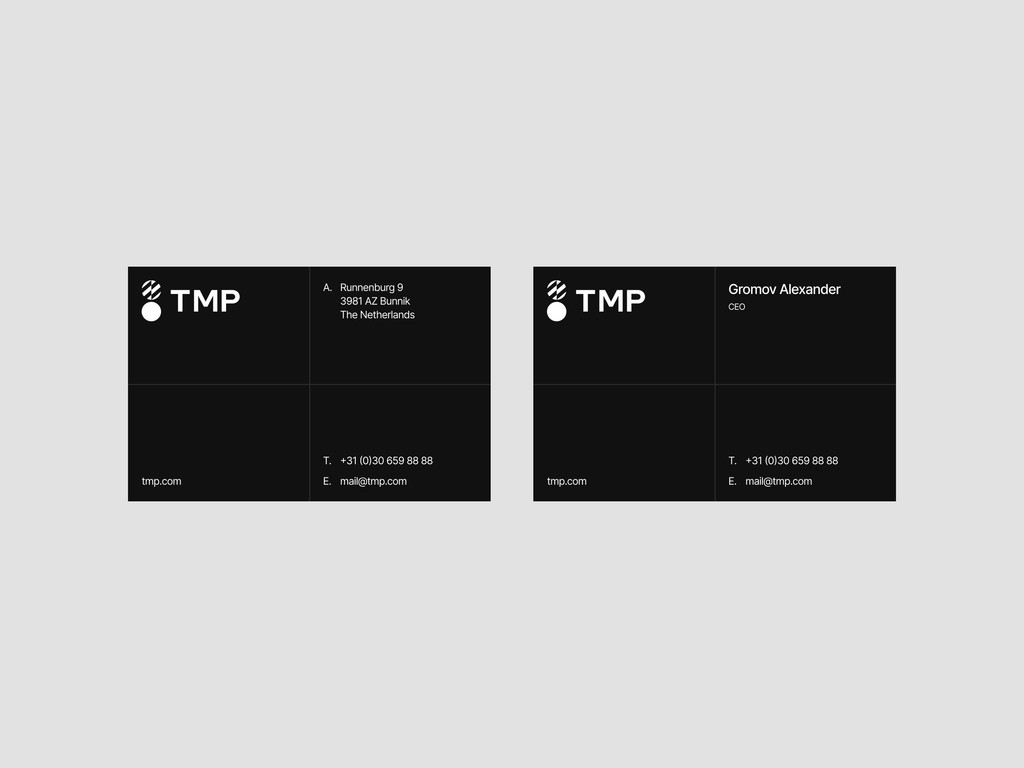 TMP
A. Runnenburg 9
3981 AZ Bunnik
The Netherlands
tmp.com
T. +31 (0)30 659 88 88
E. mail@tmp.com
TMP
Gromov Alexander
CEO
tmp.com
T. +31 (0)30 659 88 88
E. mail@tmp.com